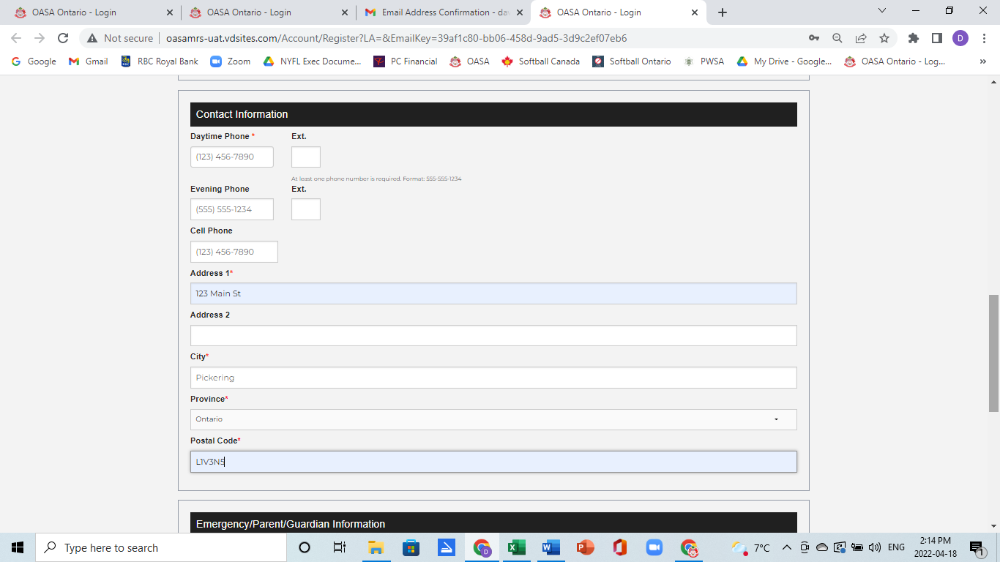 OASA Ontario - Login
OASA Ontario - Login
Email Address Confirmation - da
OASA Ontario - Login
Not secure
oasamrs-uat.vdsites.com/Account/Register?LA=&EmailKey=39af1c80-bb06-458d-9ad5-3d9c2ef07eb6
D
Google
Gmail
RBC Royal Bank
Zoom
NYFL Exec Docume...
PC Financial
OASA
Softball Canada
Softball Ontario
PWSA
My Drive - Google...
OASA Ontario - Log...
»
Contact Information
Daytime Phone * Ext.
(123) 456-7890
At least one phone number is required. Format: 555-555-1234
Evening Phone Ext.
(555) 555-1234
Cell Phone
(123) 456-7890
Address 1*
123 Main St
Address 2
City*
Pickering
Province*
Ontario
Postal Code*
L1V3N5
Emergency/Parent/Guardian Information
Type here to search
7°C
ENG
2:14 PM
2022-04-18
1